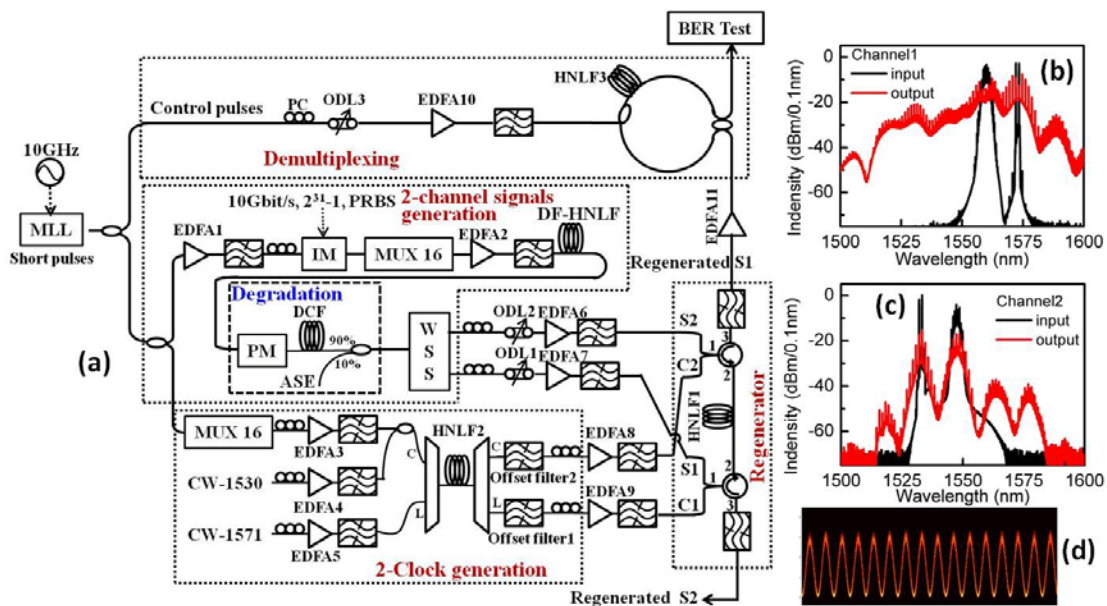 BER Test
HNLF3
Control pulses
PC
ODL3
EDFA10
Demultiplexing
10GHz
MLL
Short pulses
10Gbit/s, 2³¹-1, PRBS
2-channel signals
generation
DF-HNLF
EDFA1
IM
MUX 16
EDFA2
EDFA11
Regenerated S1
Degradation
DCF
90%
10%
PM
ASE
(a)
W
S
S
ODL2
EDFA6
S2
ODL1
EDFA7
C2
1
3
2
HNLF1
Regenerator
MUX 16
EDFA3
HNLF2
C
C
EDFA8
Offset filter2
S1
1
2
3
C1
CW-1530
EDFA4
L
L
EDFA9
CW-1571
EDFA5
Offset filter1
2-Clock generation
Regenerated S2
Channel1
input
output
(b)
0
-20
-40
-60
Indensity (dBm/0.1nm)
1500 1525 1550 1575 1600
Wavelength (nm)
Channel2
input
output
(c)
0
-20
-40
-60
Indensity (dBm/0.1nm)
1500 1525 1550 1575 1600
Wavelength (nm)
(d)